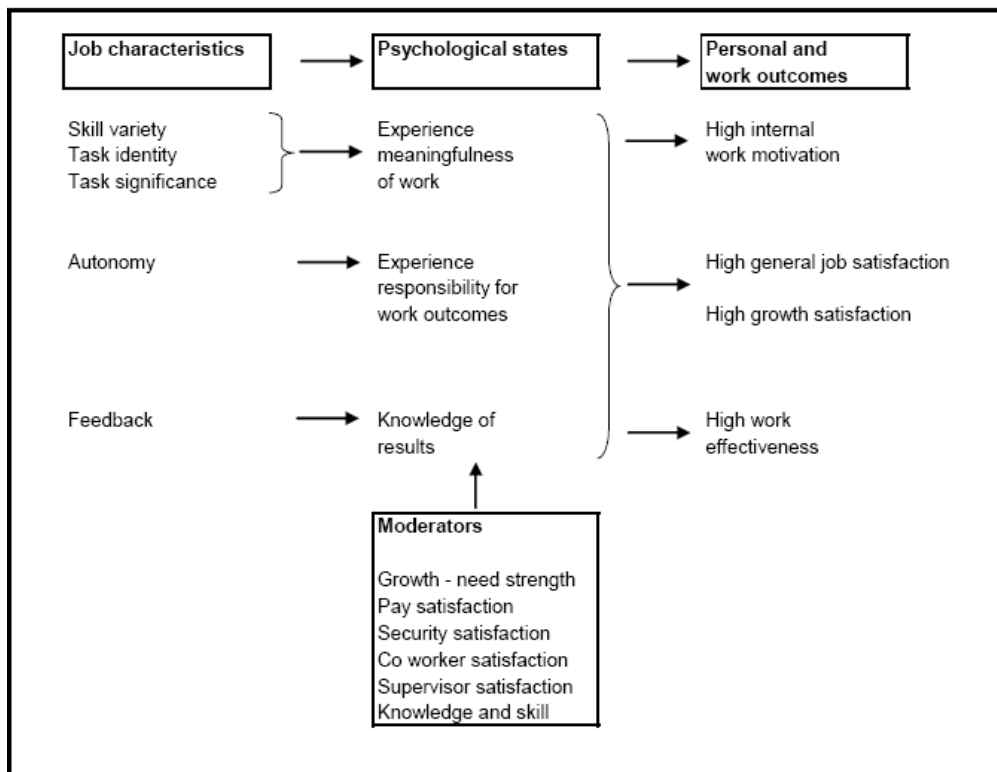 Job characteristics
Psychological states
Personal and
work outcomes
Skill variety
Task identity
Task significance
Experience
meaningfulness
of work
High internal
work motivation
Autonomy
Experience
responsibility for
work outcomes
High general job satisfaction
High growth satisfaction
Feedback
Knowledge of
results
High work
effectiveness
Moderators
Growth - need strength
Pay satisfaction
Security satisfaction
Co worker satisfaction
Supervisor satisfaction
Knowledge and skill